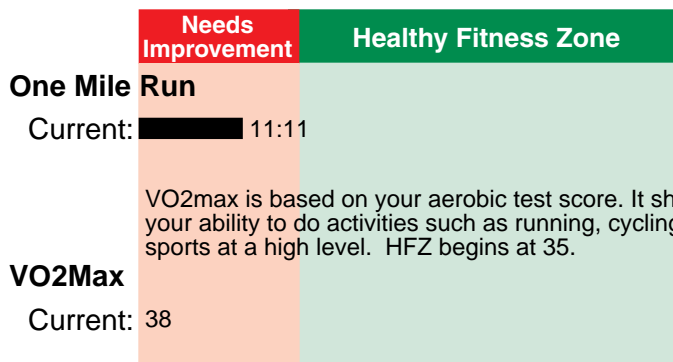 Needs
Improvement
Healthy Fitness Zone
One Mile Run
Current: 11:11
VO2max is based on your aerobic test score. It
your ability to do activities such as running,
sports at a high level. HFZ begins at 35.
VO2Max
Current: 38